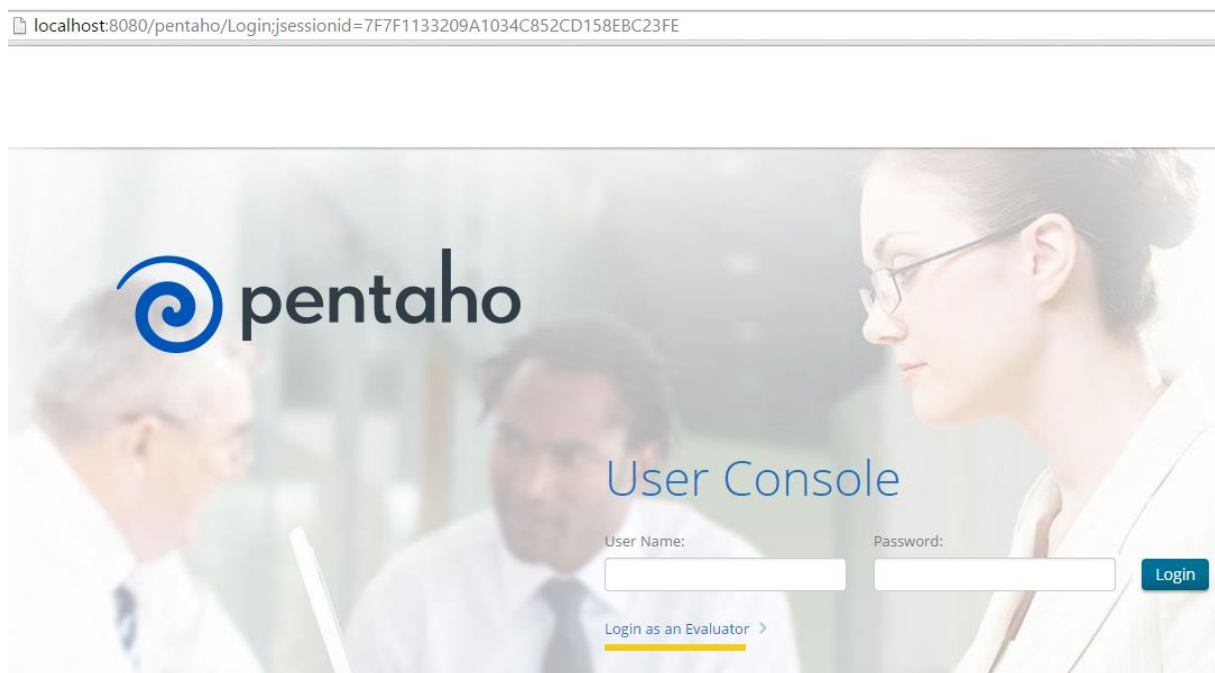 localhost:8080/pentaho/Login;jsessionid=7F7F1133209A1034C852CD158EBC23FE
pentaho
User Console
User Name:
Password:
Login
Login as an Evaluator >